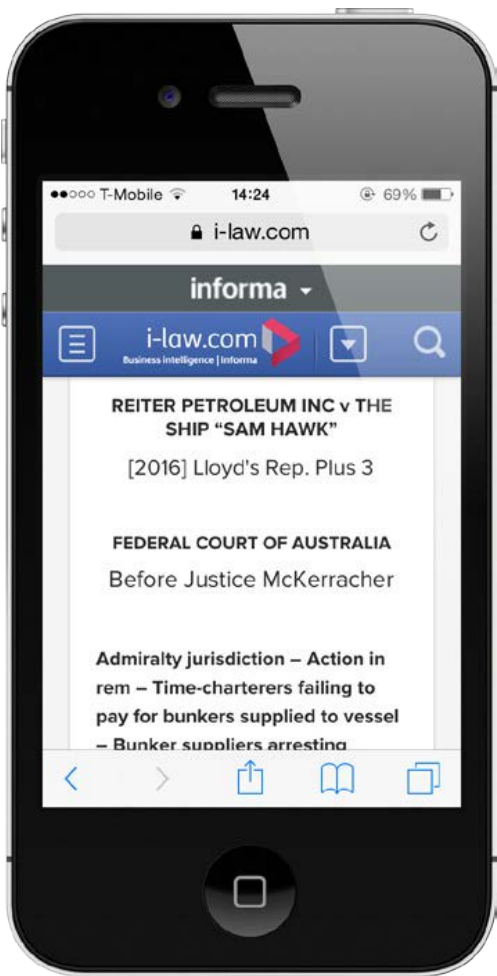 T-Mobile 14:24 69%
i-law.com
informa
i-law.com
Business intelligence | Informa
REITER PETROLEUM INC v THE
SHIP “SAM HAWK”
[2016] Lloyd's Rep. Plus 3
FEDERAL COURT OF AUSTRALIA
Before Justice McKerracher
Admiralty jurisdiction – Action in
rem – Time-charterers failing to
pay for bunkers supplied to vessel
– Bunker suppliers arresting